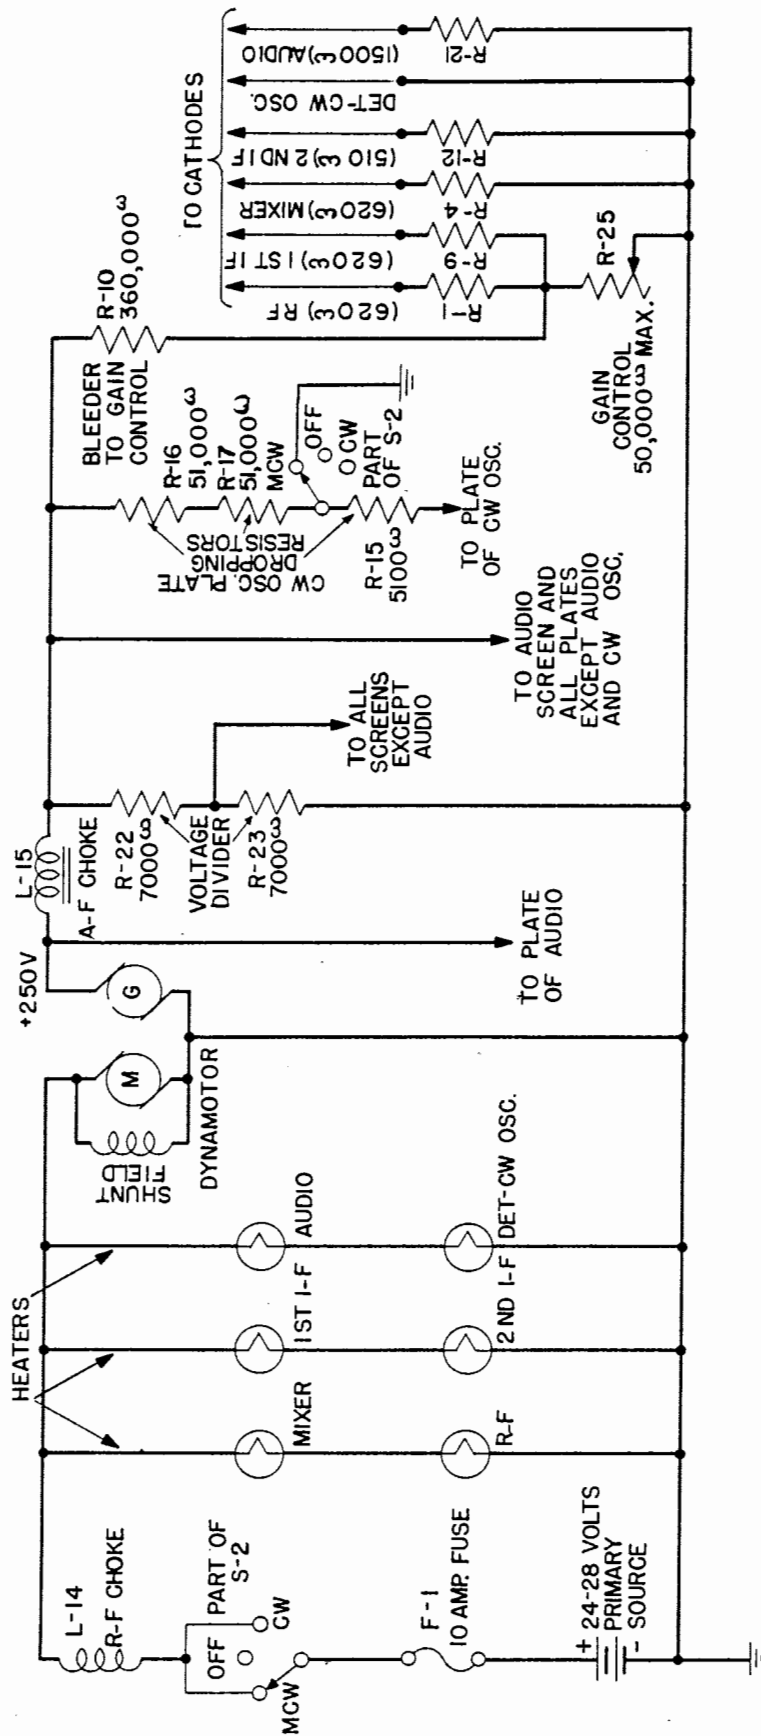 L-14
R-F CHOKE
PART OF
S-2
OFF
CW
MCW
F-1
10 AMP. FUSE
+ 24-28 VOLTS
PRIMARY
- SOURCE
HEATERS
MIXER
R-F
1ST I-F
2ND I-F
AUDIO
DET-CW OSC.
SHUNT
FIELD
M
G
DYNAMOTOR
+250V
L-15
A-F CHOKE
TO PLATE
OF AUDIO
R-22
7000ω
VOLTAGE
DIVIDER
R-23
7000ω
TO ALL
SCREENS
EXCEPT
AUDIO
TO AUDIO
SCREEN AND
ALL PLATES
EXCEPT AUDIO
AND CW OSC.
CW OSC. PLATE
DROPPING
RESISTORS
R-16
51,000ω
R-17
51,000ω
MCW
OFF
CW
PART
OF S-2
R-15
5100ω
TO PLATE
OF CW OSC.
BLEEDER
TO GAIN
CONTROL
R-10
360,000ω
TO CATHODES
(620ω) RF
R-1
(620ω) 1ST IF
R-9
(620ω) MIXER
R-4
(510ω) 2ND IF
R-12
DET-CW OSC.
(1500ω) AUDIO
R-21
GAIN
CONTROL
50,000ω MAX.
R-25